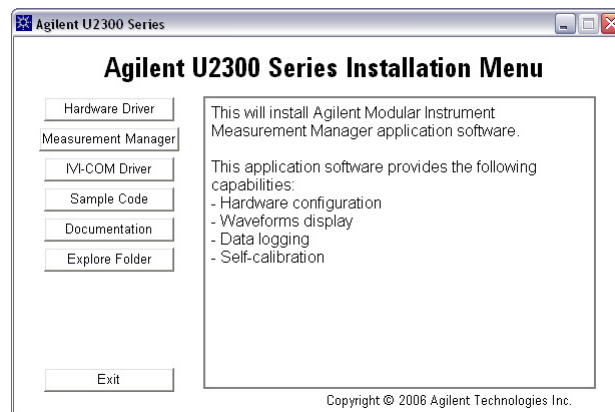 Agilent U2300 Series
Agilent U2300 Series Installation Menu
Hardware Driver
Measurement Manager
IVI-COM Driver
Sample Code
Documentation
Explore Folder
Exit
This will install Agilent Modular Instrument
Measurement Manager application software.
This application software provides the following
capabilities:
- Hardware configuration
- Waveforms display
- Data logging
- Self-calibration
Copyright © 2006 Agilent Technologies Inc.